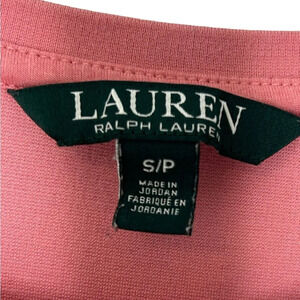 LAUREN
RALPH LAUREN
S/P
MADE IN
JORDAN
FABRIQUÉ EN
JORDANIE